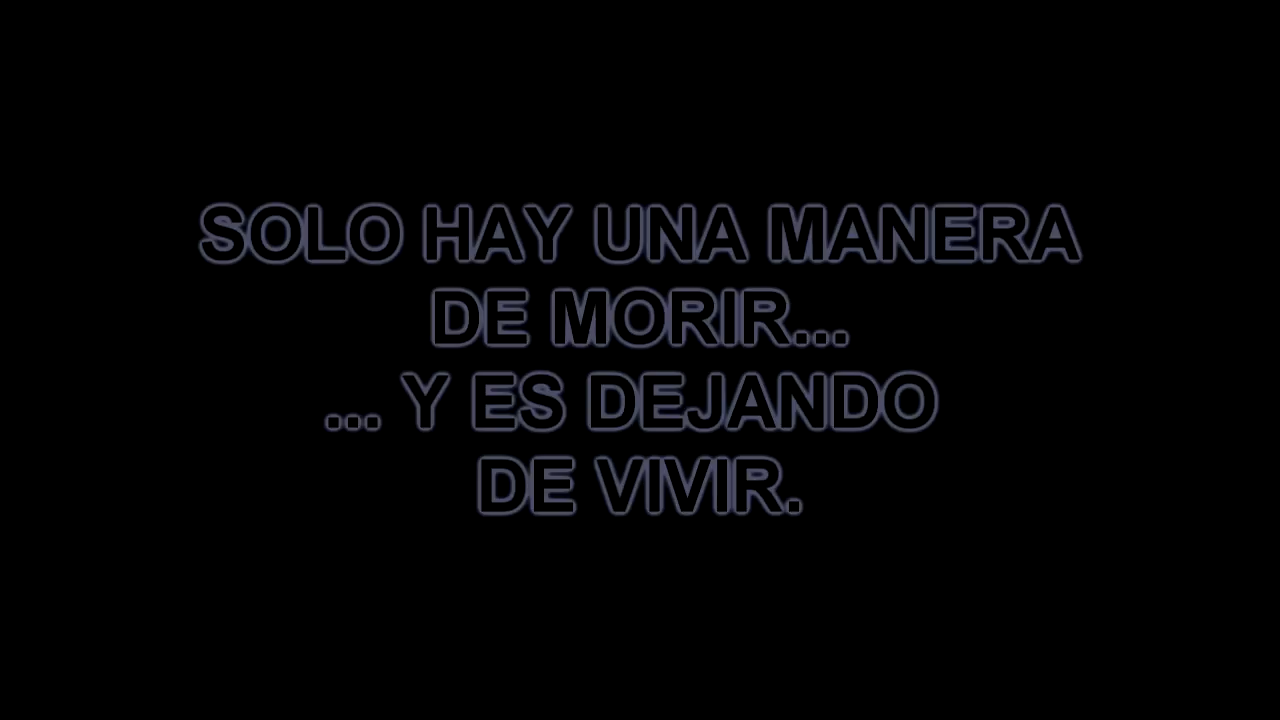 SOLO HAY UNA MANERA
DE MORIR...
... Y ES DEJANDO
DE VIVIR.